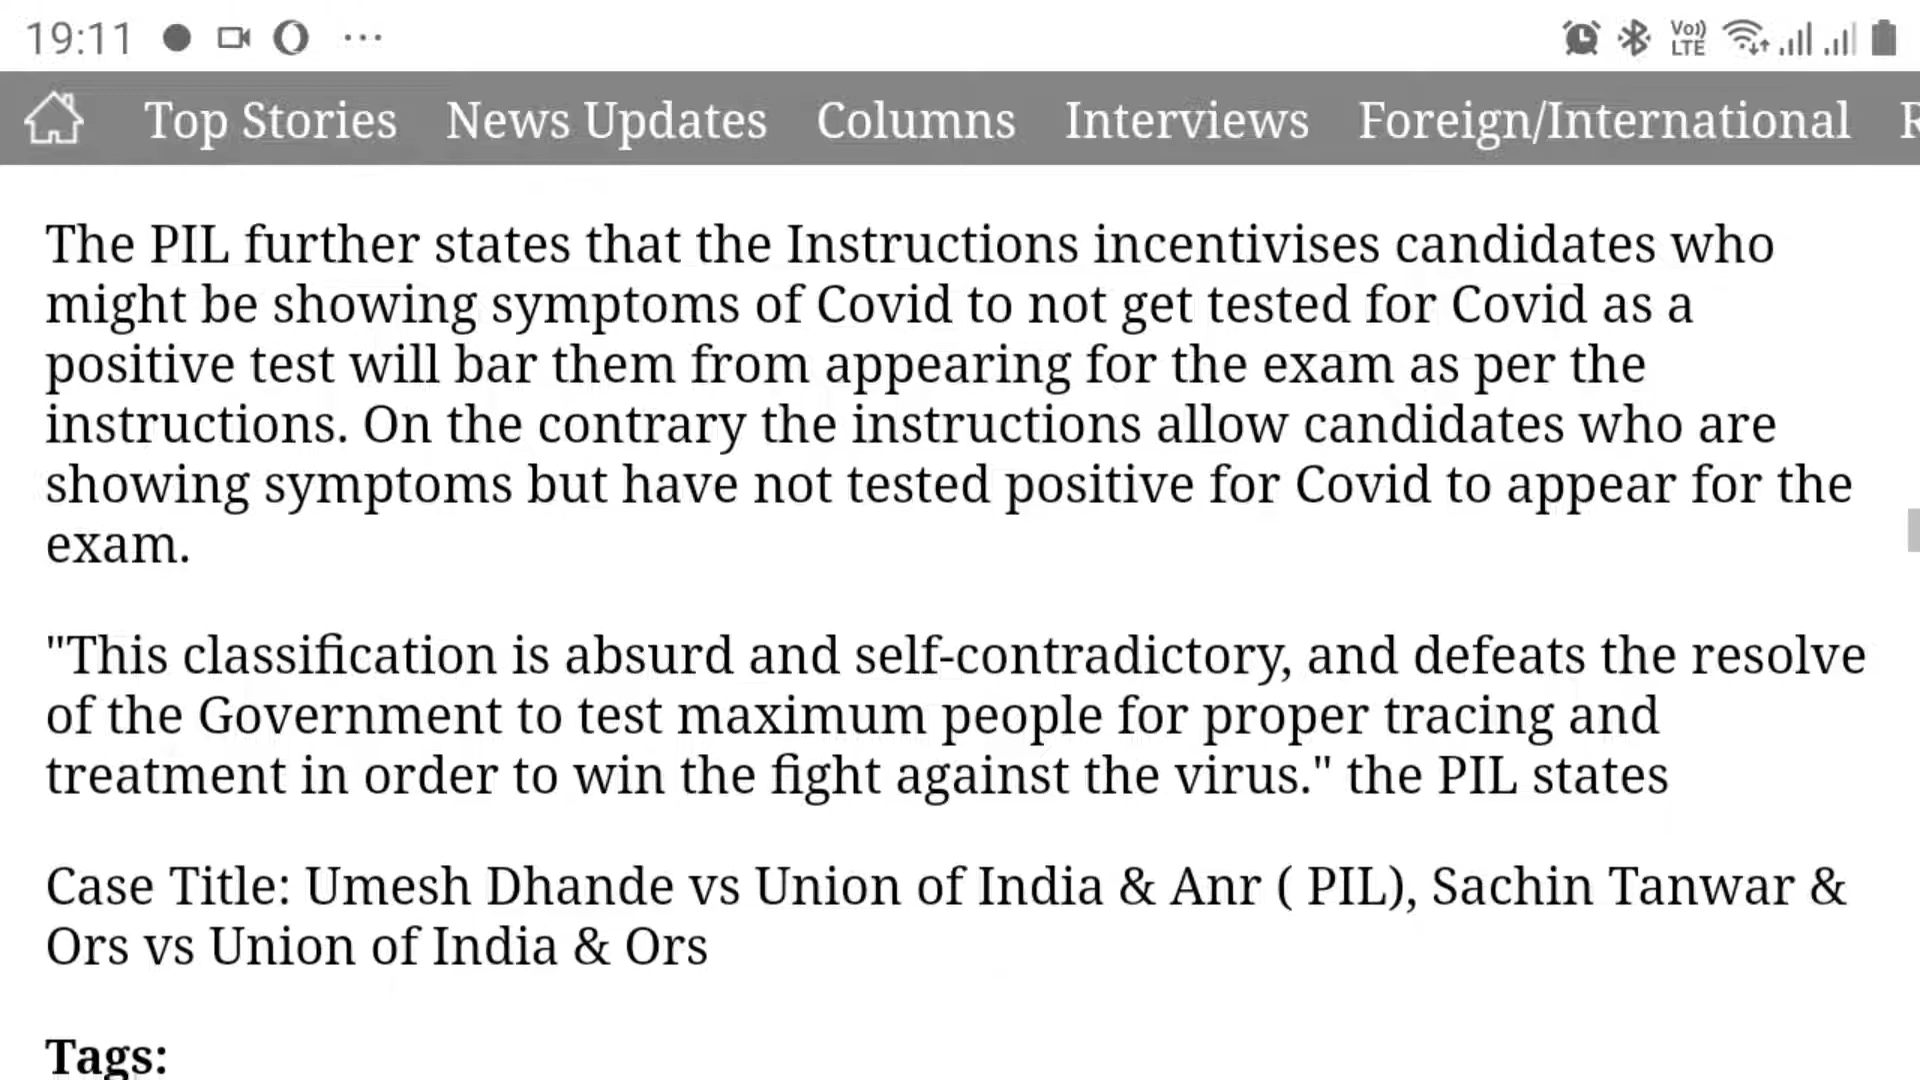 19:11
Vo)) LTE
Top Stories News Updates Columns Interviews Foreign/International
The PIL further states that the Instructions incentivises candidates who
might be showing symptoms of Covid to not get tested for Covid as a
positive test will bar them from appearing for the exam as per the
instructions. On the contrary the instructions allow candidates who are
showing symptoms but have not tested positive for Covid to appear for the
exam.
"This classification is absurd and self-contradictory, and defeats the resolve
of the Government to test maximum people for proper tracing and
treatment in order to win the fight against the virus." the PIL states
Case Title: Umesh Dhande vs Union of India & Anr ( PIL), Sachin Tanwar &
Ors vs Union of India & Ors
Tags: